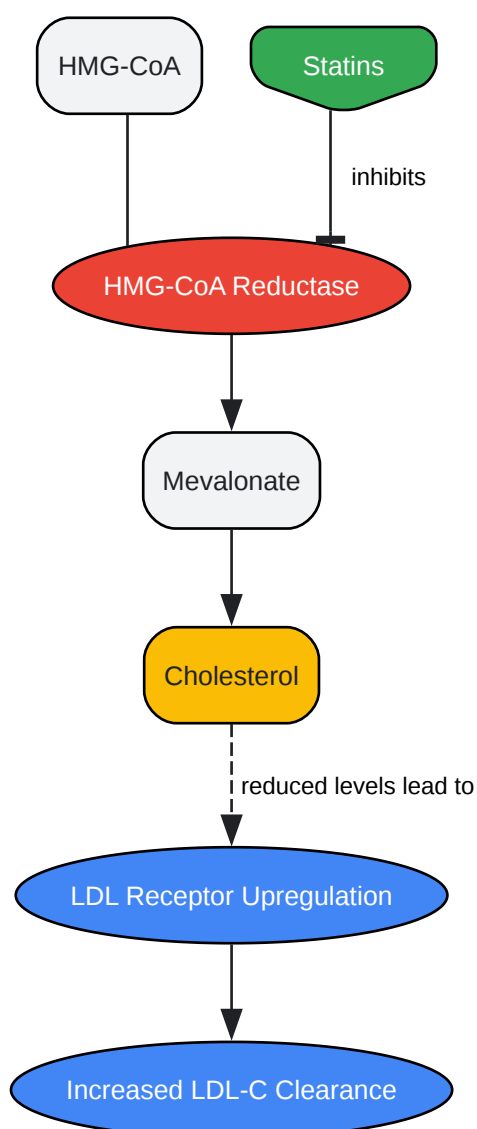 HMG-CoA
Statins
inhibits
HMG-CoA Reductase
Mevalonate
Cholesterol
reduced levels lead to
LDL Receptor Upregulation
Increased LDL-C Clearance